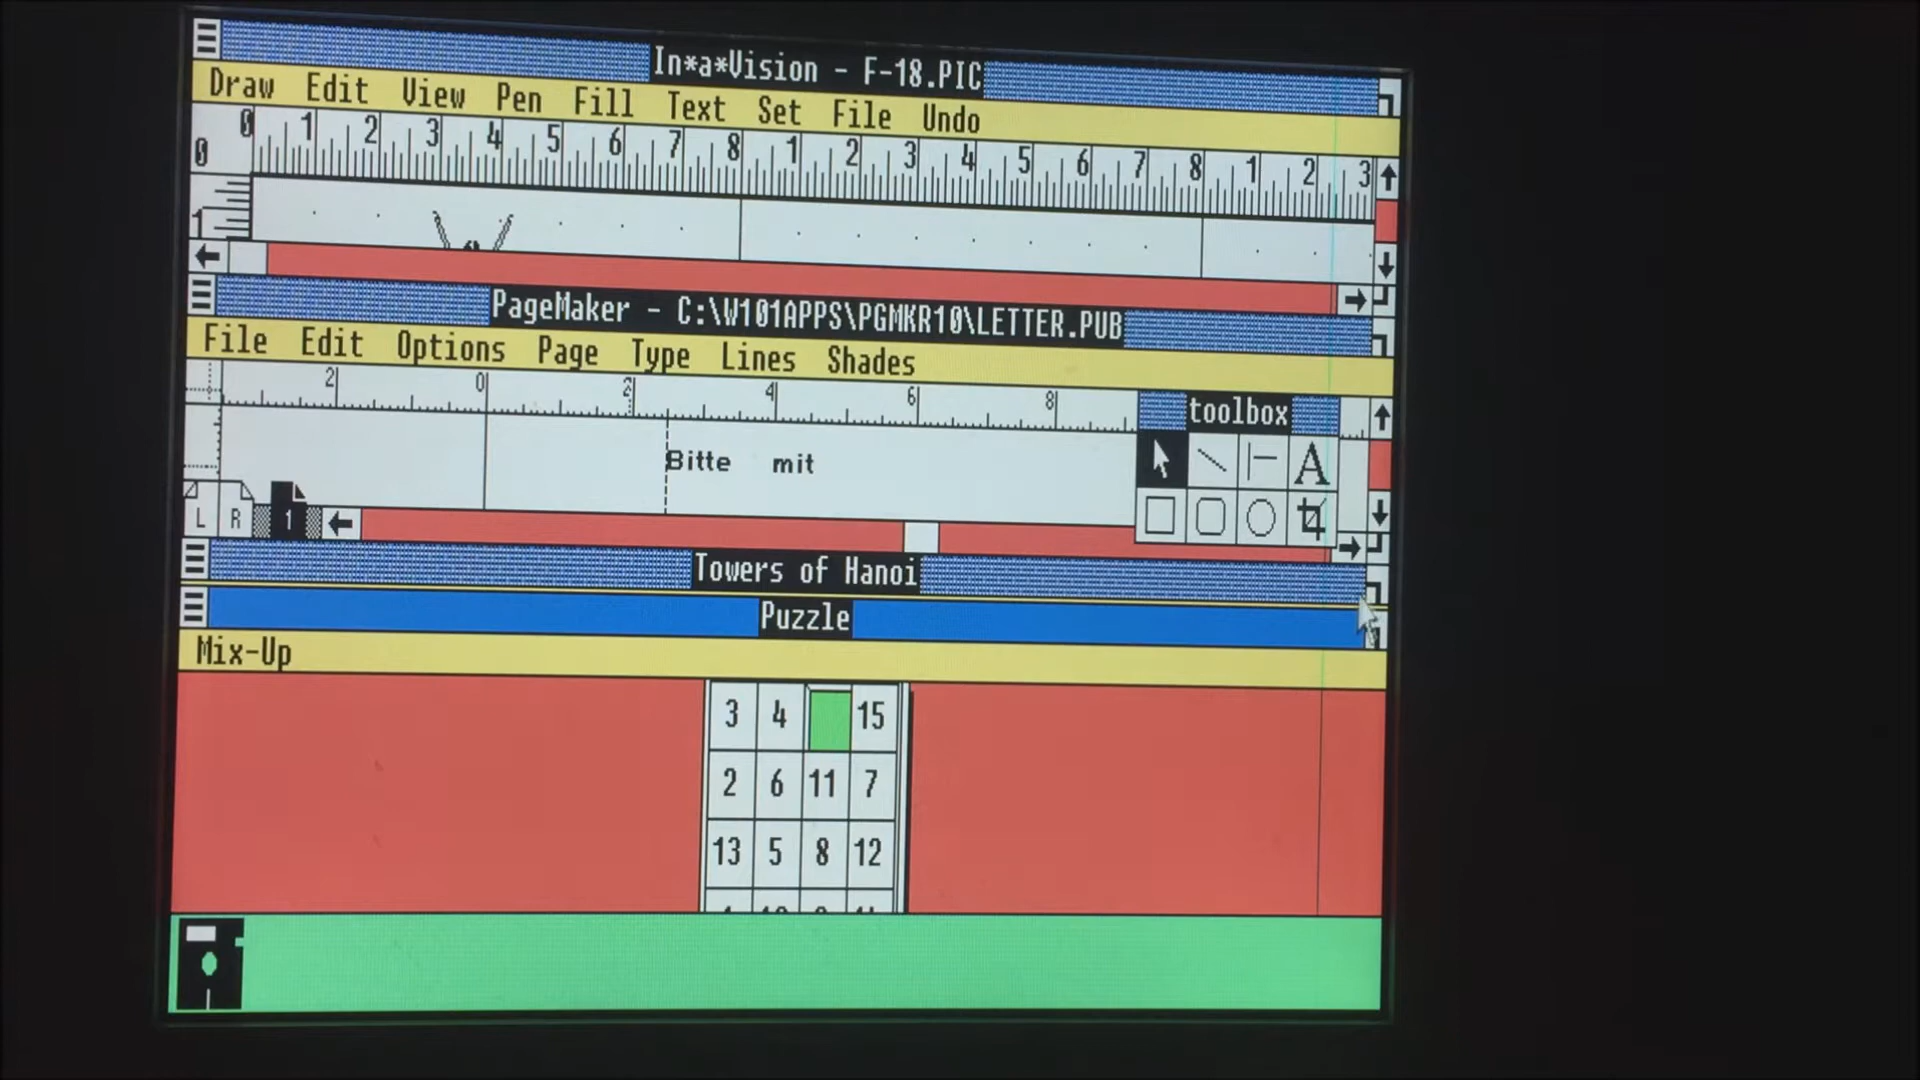 In*a*Vision - F-18.PIC
Draw Edit View Pen Fill Text Set File Undo
0 1 2 3 4 5 6 7 8 1 2 3 4 5 6 7 8 1 2 3
0
1
PageMaker - C:\W101APPS\PGMKR10\LETTER.PUB
File Edit Options Page Type Lines Shades
2 0 2 4 6 8
toolbox
A
Bitte mit
L R 1
Towers of Hanoi
Puzzle
Mix-Up
3 4 15
2 6 11 7
13 5 8 12